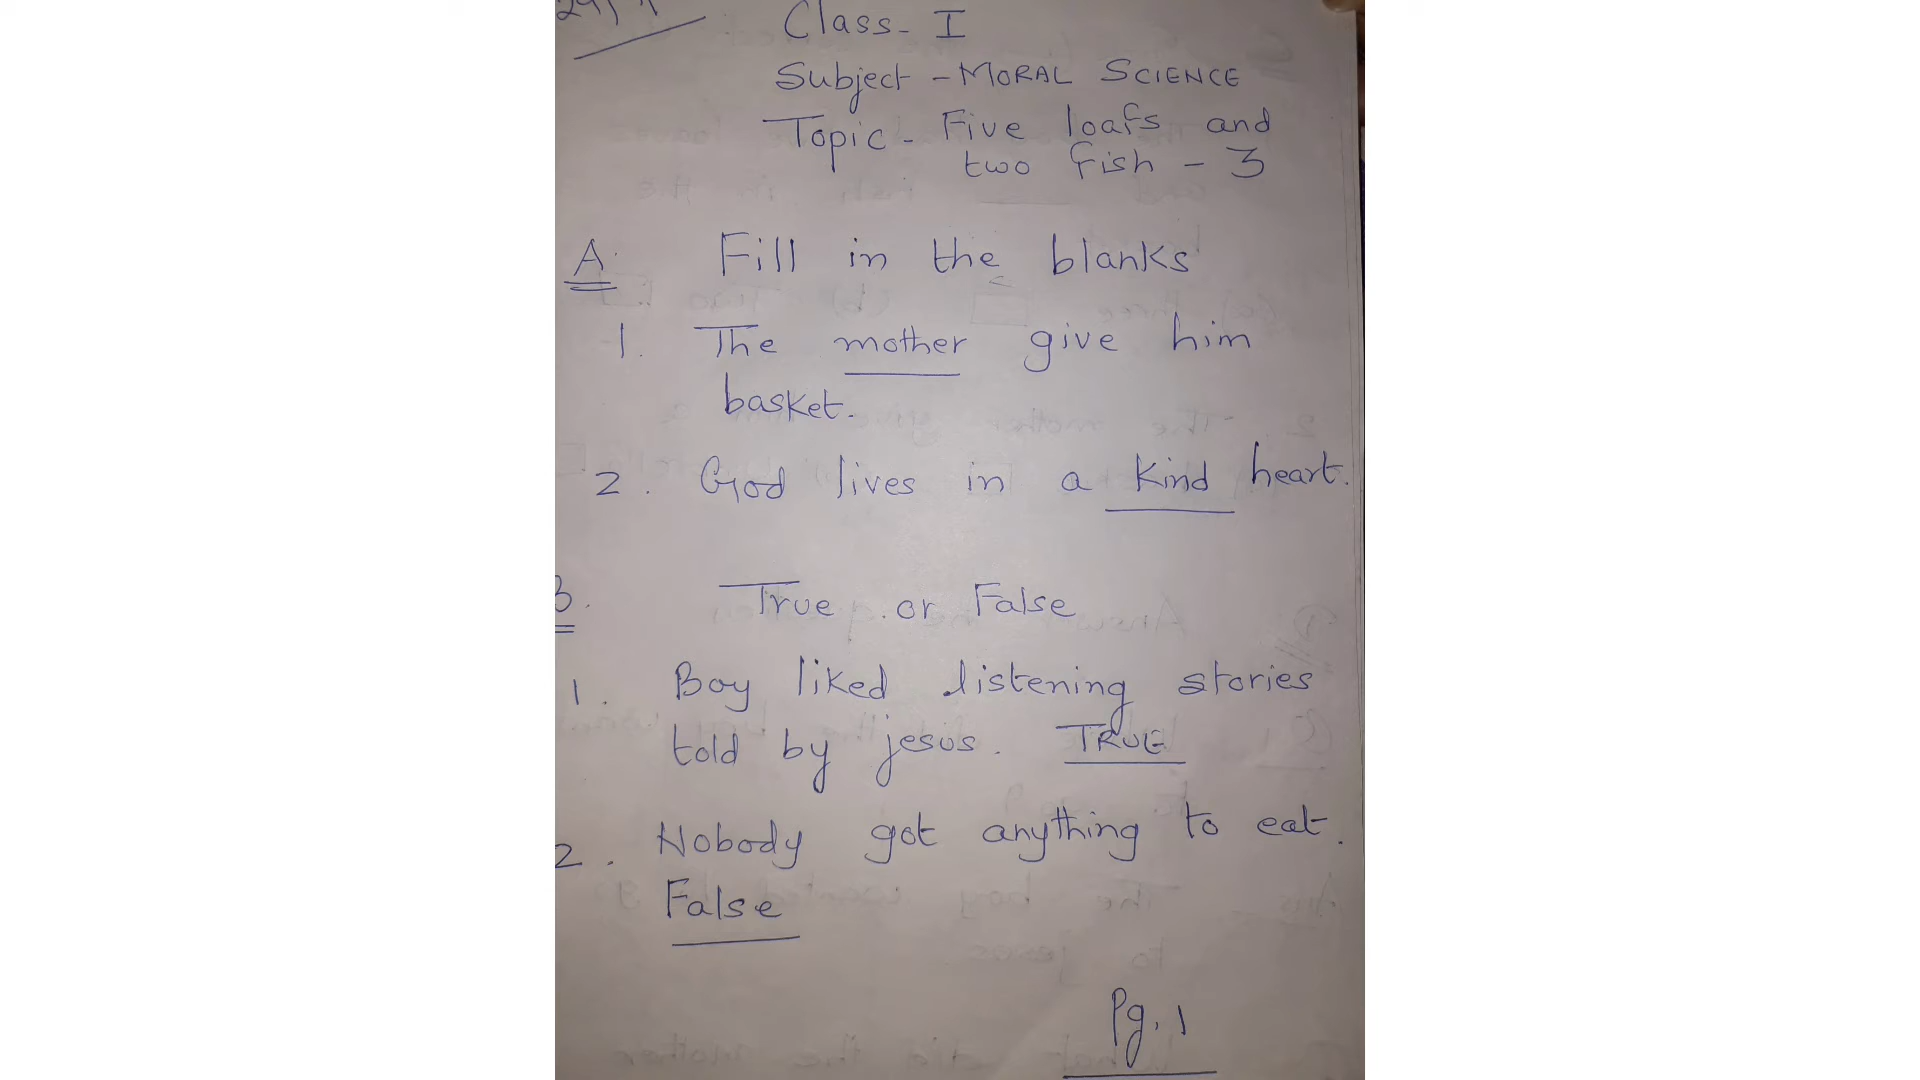 Class- I
Subject - MORAL SCIENCE
Topic - Five loafs and
two fish - 3
A. Fill in the blanks
1. The mother give him
basket.
2. God lives in a kind heart.
B. True or False
1. Boy liked listening stories
told by jesus. TRUE
2. Nobody got anything to eat.
False
Pg. 1